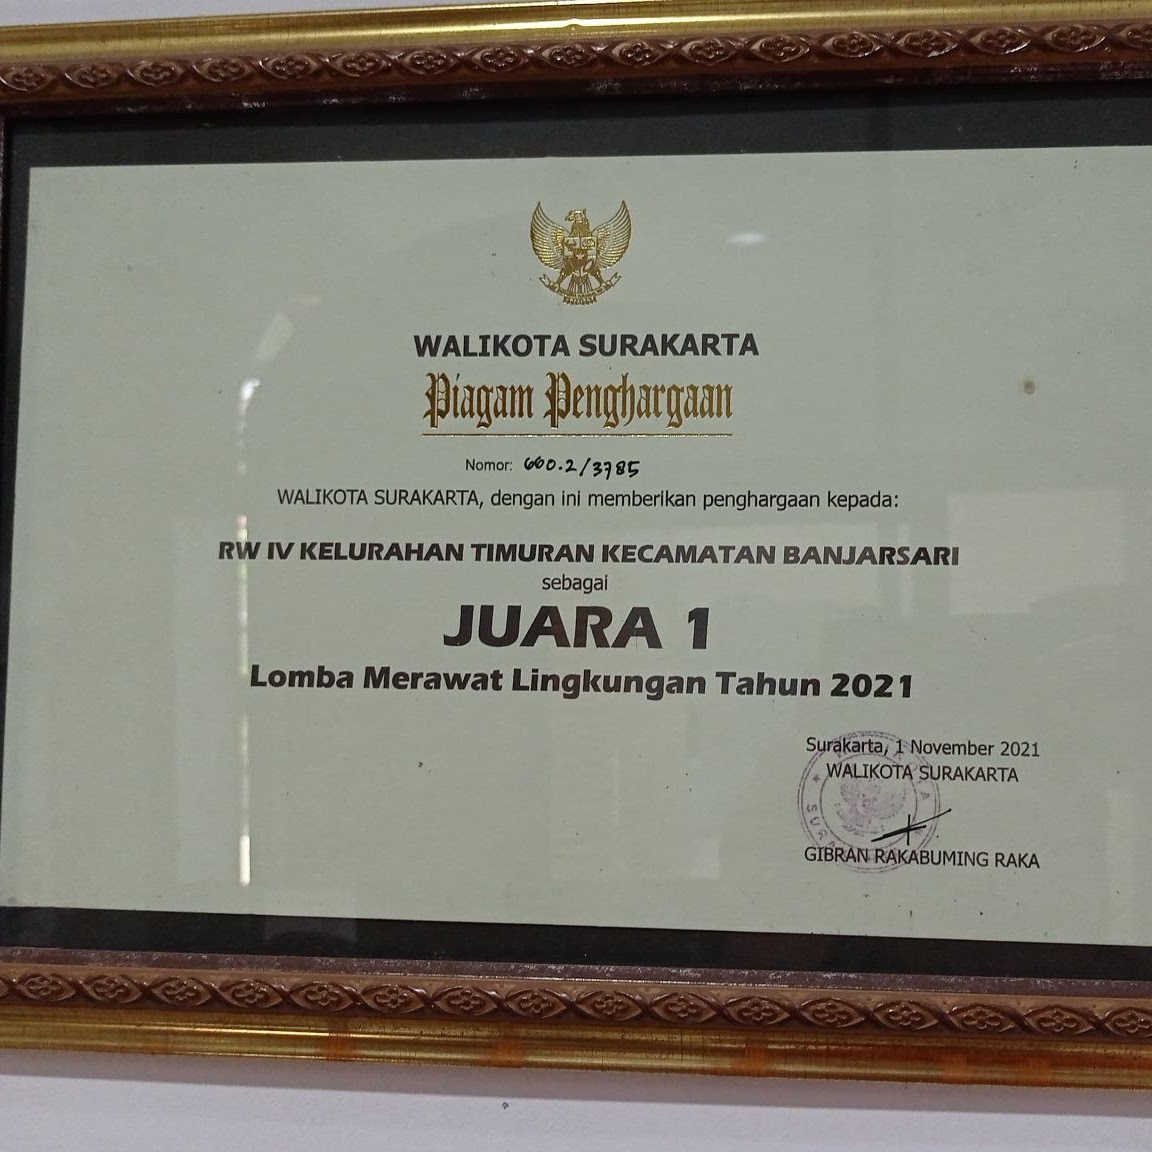 WALIKOTA SURAKARTA
Piagam Penghargaan
Nomor: 660.2/3785
WALIKOTA SURAKARTA, dengan ini memberikan penghargaan kepada:
RW IV KELURAHAN TIMURAN KECAMATAN BANJARSARI
sebagai
JUARA 1
Lomba Merawat Lingkungan Tahun 2021
Surakarta, 1 November 2021
WALIKOTA SURAKARTA
GIBRAN RAKABUMING RAKA